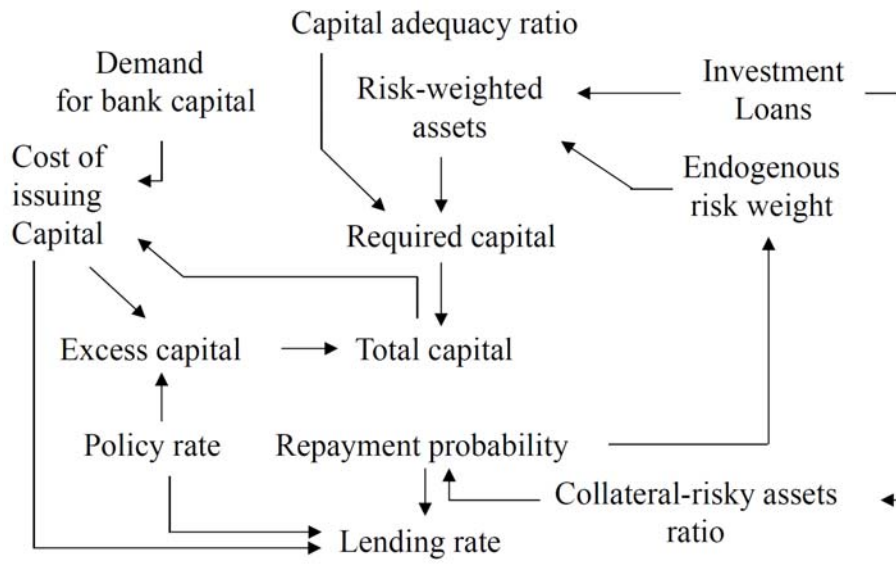 Capital adequacy ratio
Demand
for bank capital
Risk-weighted
assets
Investment
Loans
Cost of
issuing
Capital
Endogenous
risk weight
Required capital
Excess capital
Total capital
Policy rate
Repayment probability
Collateral-risky assets
ratio
Lending rate